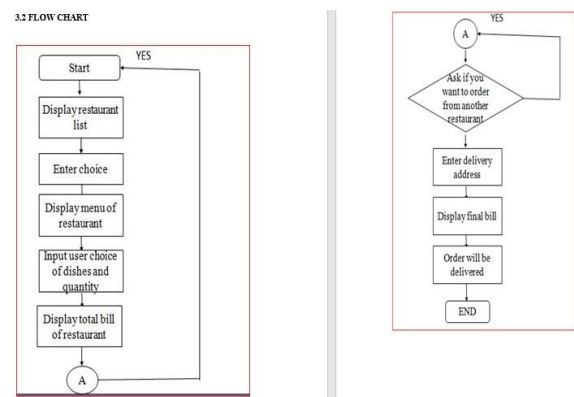 3.2 FLOW CHART
YES
Start
Display restaurant
list
Enter choice
Display menu of
restaurant
Input user choice
of dishes and
quantity
Display total bill
of restaurant
A
YES
A
Ask if you
want to order
from another
restaurant
Enter delivery
address
Display final bill
Order will be
delivered
END